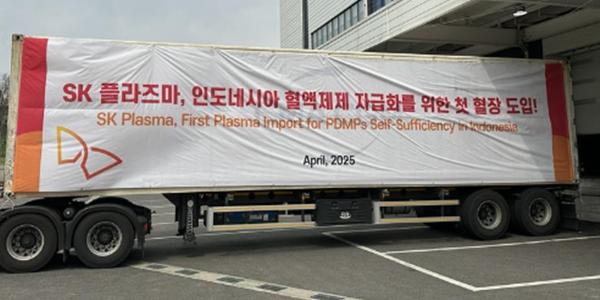 SK 플라즈마, 인도네시아 혈액제제 자급화를 위한 첫 혈장 도입!
SK Plasma, First Plasma Import for PDMPs Self-Sufficiency in Indonesia
April, 2025